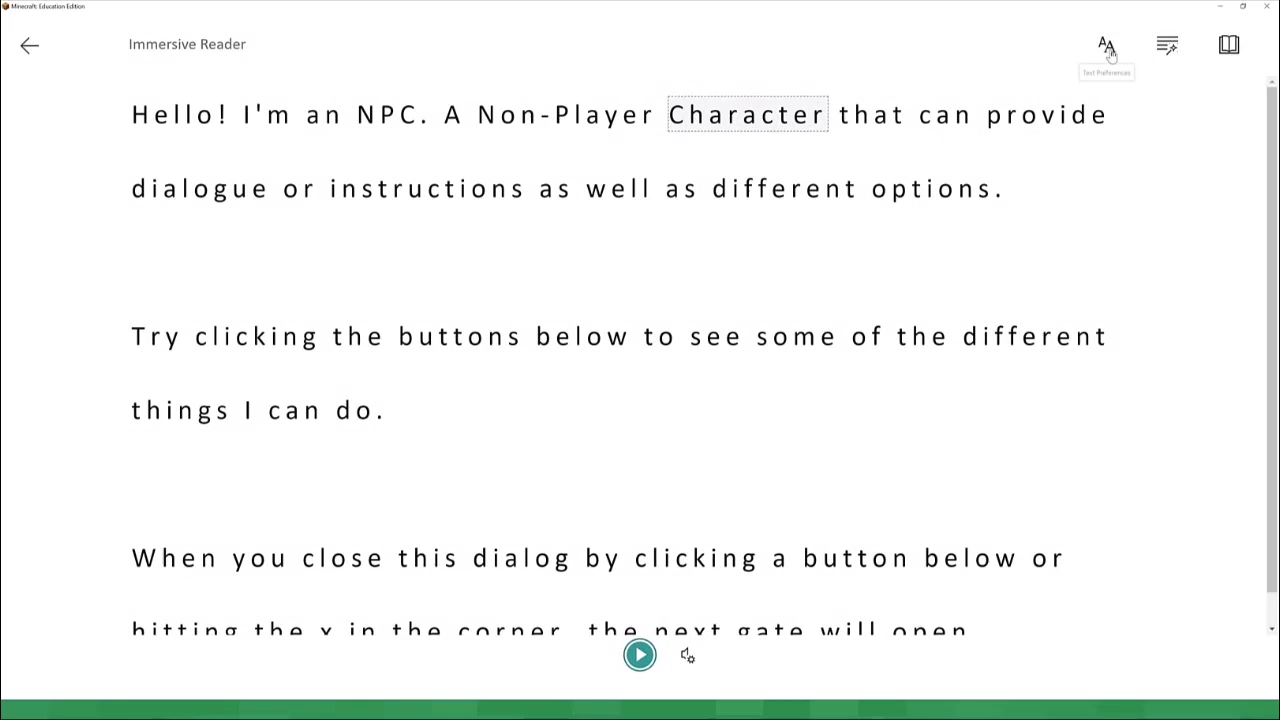 Minecraft: Education Edition
Immersive Reader
Text Preferences
Hello! I'm an NPC. A Non-Player Character that can provide
dialogue or instructions as well as different options.
Try clicking the buttons below to see some of the different
things I can do.
When you close this dialog by clicking a button below or
hitting the x in the corner, the next gate will open